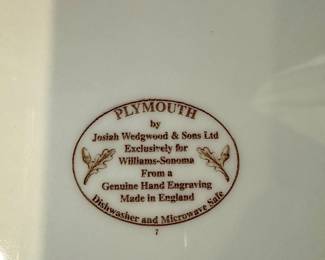 PLYMOUTH
by
Josiah Wedgwood & Sons Ltd
Exclusively for
Williams-Sonoma
From a
Genuine Hand Engraving
Made in England
Dishwasher and Microwave Safe
7